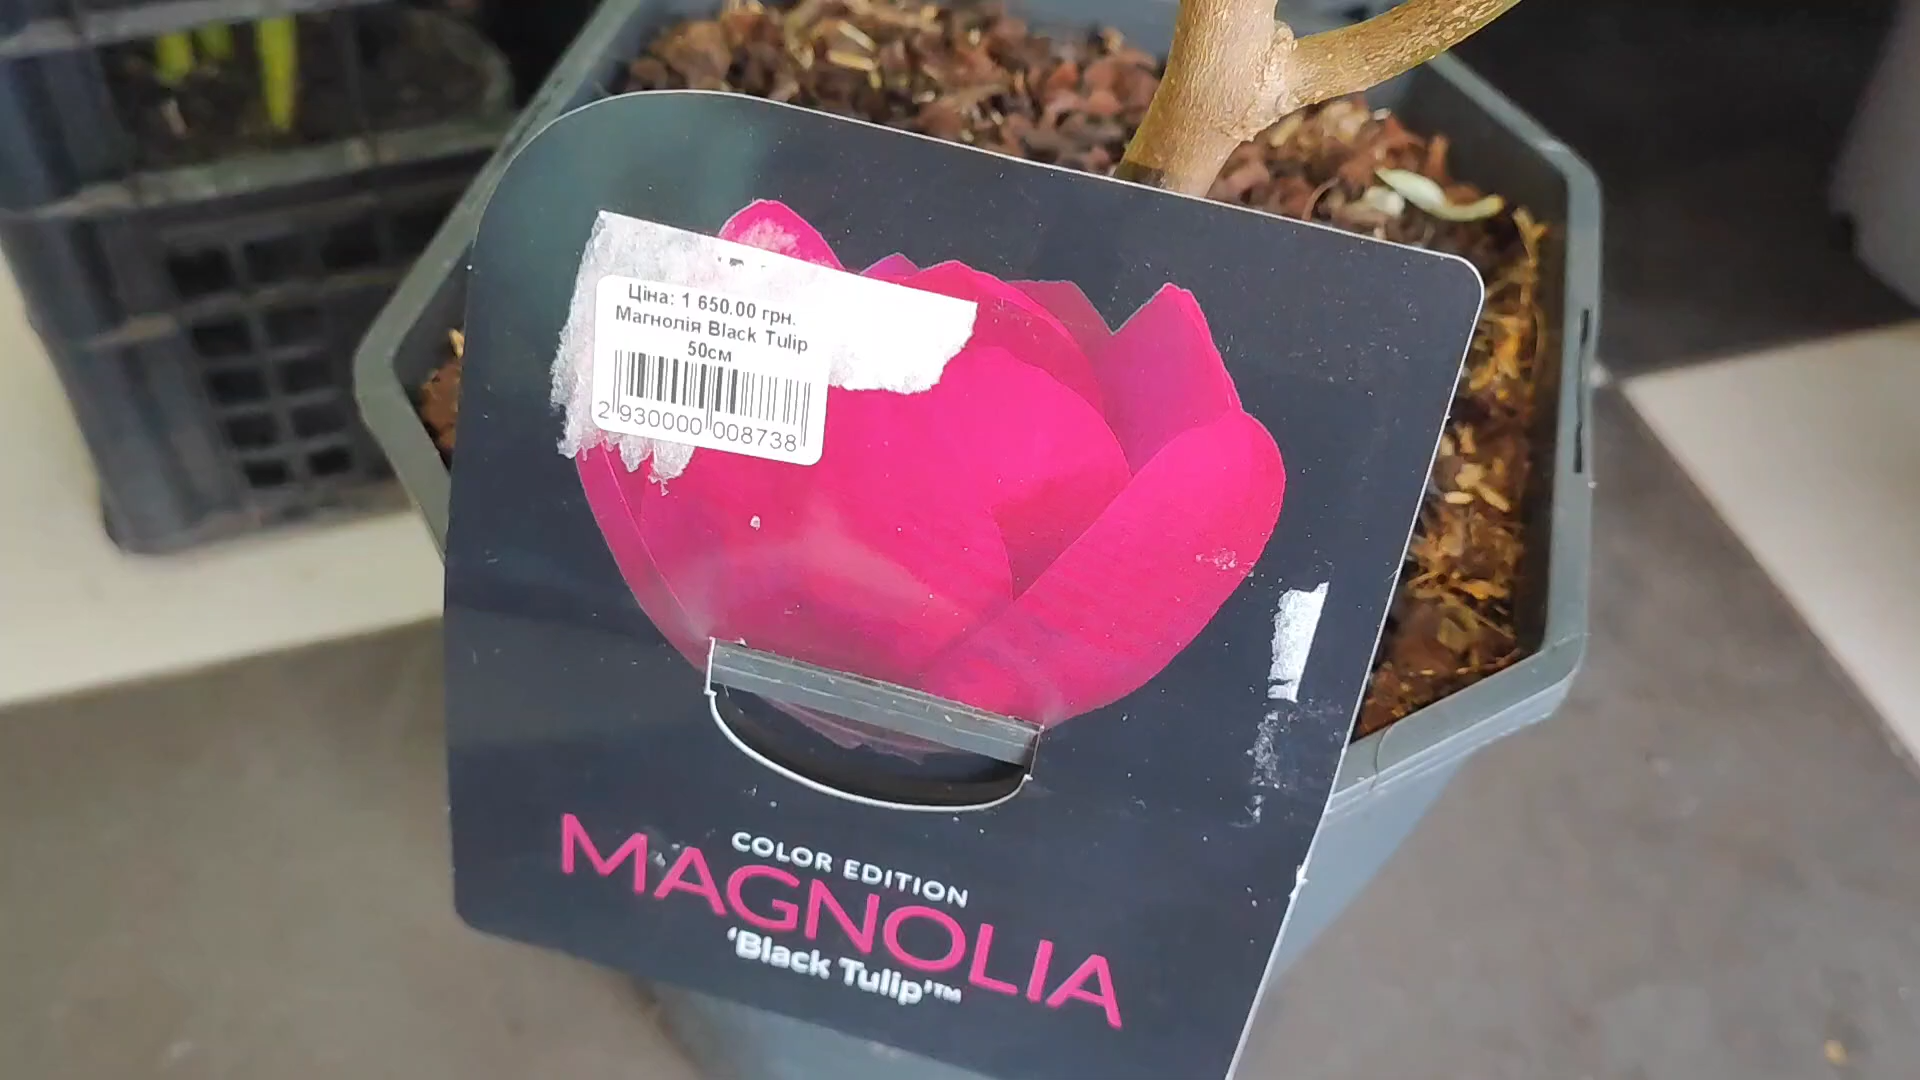 Ціна: 1 650.00 грн.
Магнолія Black Tulip
50см
2 930000 008738
COLOR EDITION
MAGNOLIA
‘Black Tulip’™